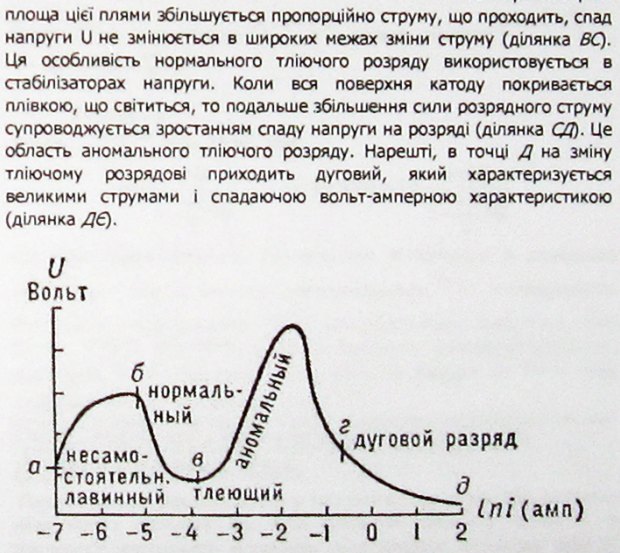 площа цієї плями збільшується пропорційно струму, що проходить, спад
напруги U не змінюється в широких межах зміни струму (ділянка ВС).
Ця особливість нормального тліючого розряду використовується в
стабілізаторах напруги. Коли вся поверхня катоду покривається
плівкою, що світиться, то подальше збільшення сили розрядного струму
супроводжується зростанням спаду напруги на розряді (ділянка СД). Це
область аномального тліючого розряду. Нарешті, в точці Д на зміну
тліючому розрядові приходить дуговий, який характеризується
великими струмами і спадаючою вольт-амперною характеристикою
(ділянка ДЄ).
U
Вольт
б
нормаль-
ный
аномальный
г
дуговой разряд
а
несамо-
стоятельн.
лавинный
в
тлеющий
д
ln i (амп)
-7 -6 -5 -4 -3 -2 -1 0 1 2